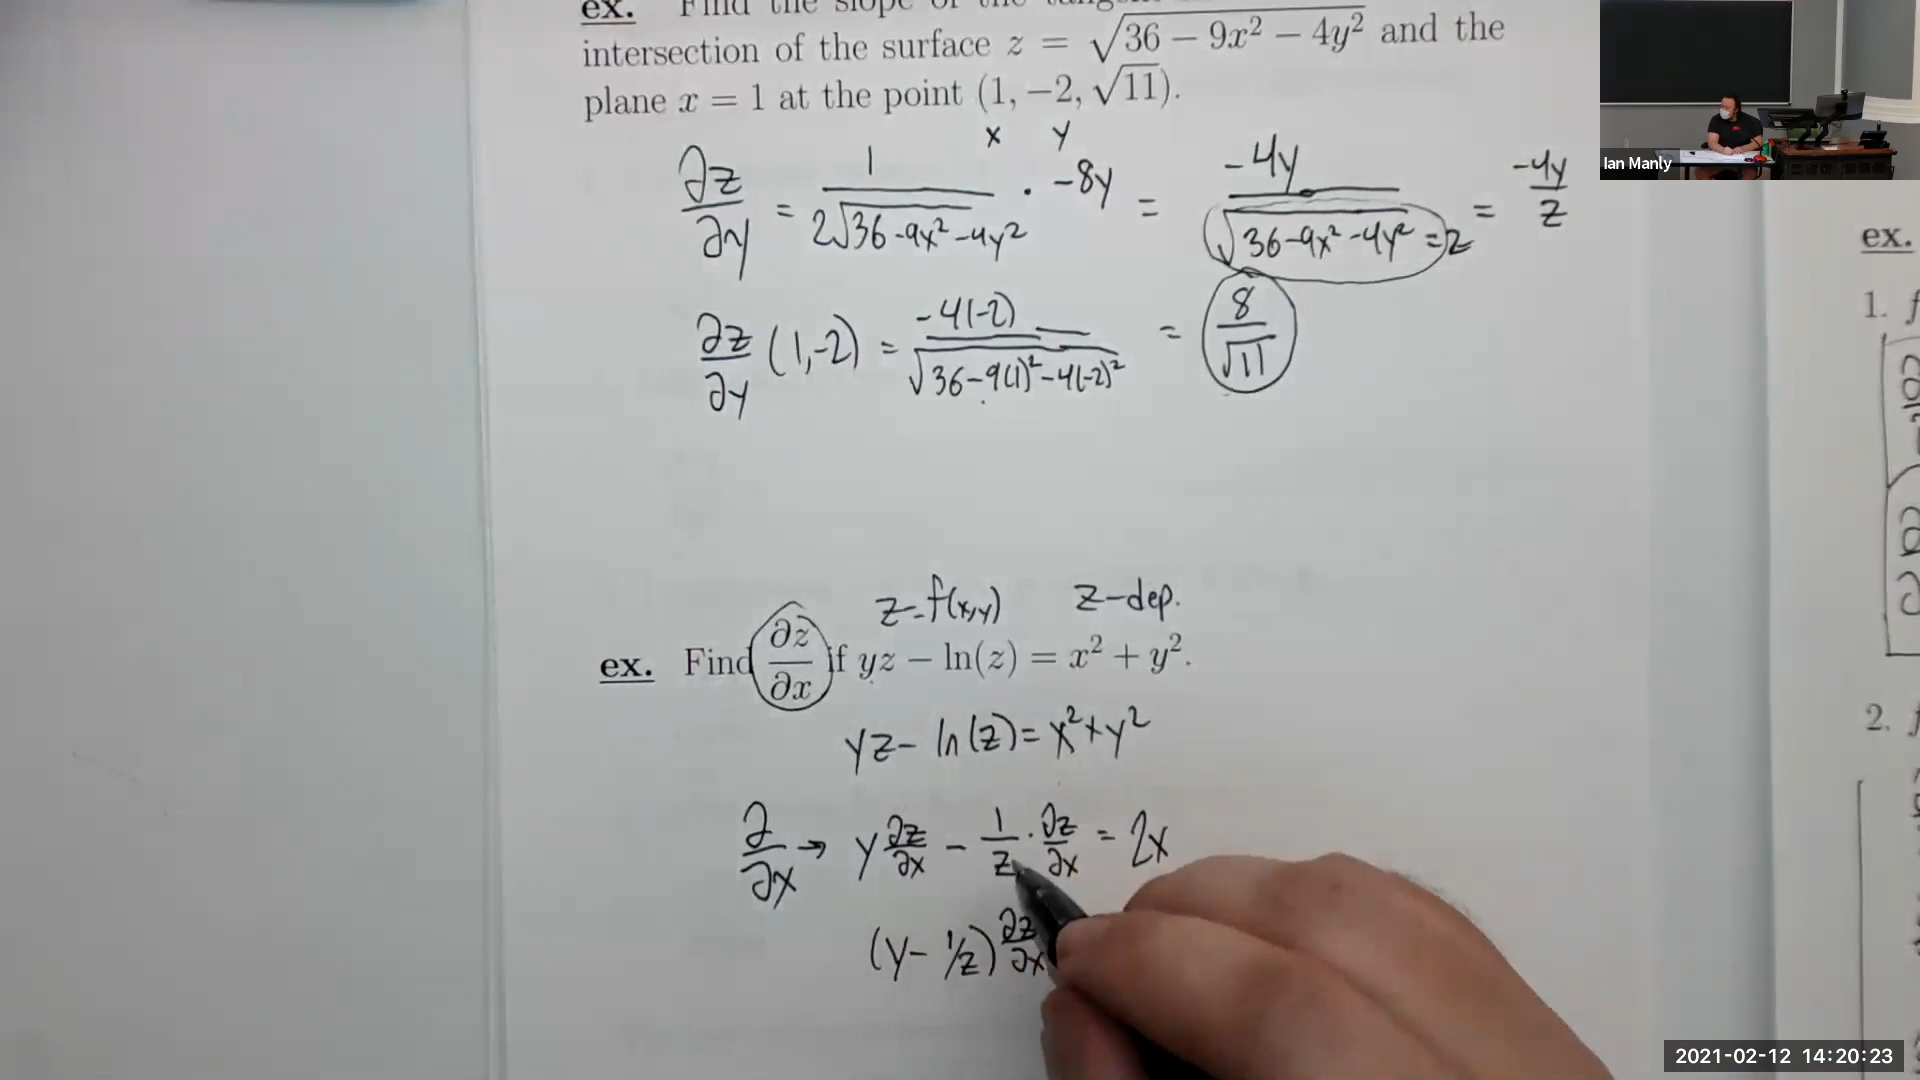 ex. Find the slope of the
intersection of the surface z = √36 − 9x² − 4y² and the
plane x = 1 at the point (1, −2, √11).
x y
∂z/∂y = 1/(2√36-9x²-4y²) · -8y = -4y/(√36-9x²-4y² = z) = -4y/z
∂z/∂y (1,-2) = -4(-2)/√36-9(1)²-4(-2)² = 8/√11
z=f(x,y) z-dep.
ex. Find ∂z/∂x if yz − ln(z) = x² + y².
yz - ln(z) = x²+y²
∂/∂x → y ∂z/∂x - 1/z · ∂z/∂x = 2x
(y- 1/z) ∂z/∂x
ex.
1. f
2. f
Ian Manly
2021-02-12 14:20:23